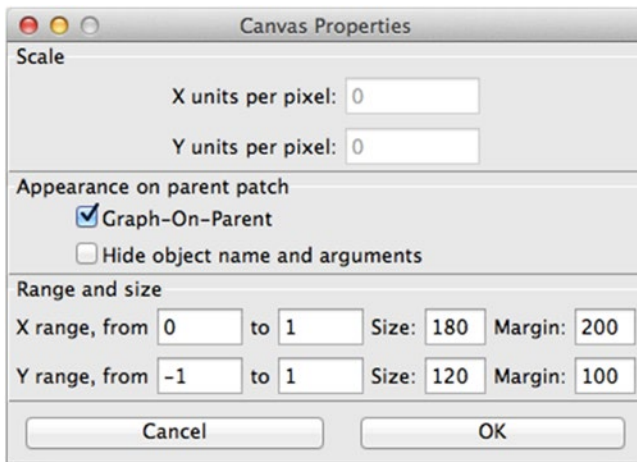 Canvas Properties
Scale
X units per pixel: 0
Y units per pixel: 0
Appearance on parent patch
Graph-On-Parent
Hide object name and arguments
Range and size
X range, from 0 to 1 Size: 180 Margin: 200
Y range, from -1 to 1 Size: 120 Margin: 100
Cancel OK